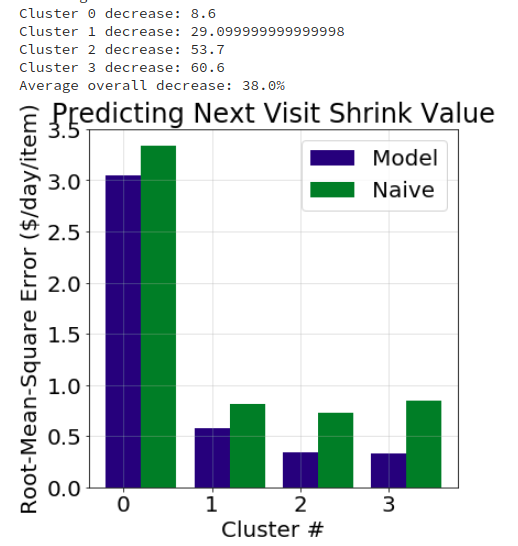 Cluster 0 decrease: 8.6
Cluster 1 decrease: 29.099999999999998
Cluster 2 decrease: 53.7
Cluster 3 decrease: 60.6
Average overall decrease: 38.0%
Predicting Next Visit Shrink Value
Root-Mean-Square Error ($/day/item)
3.5
3.0
2.5
2.0
1.5
1.0
0.5
0.0
Model
Naive
0 1 2 3
Cluster #